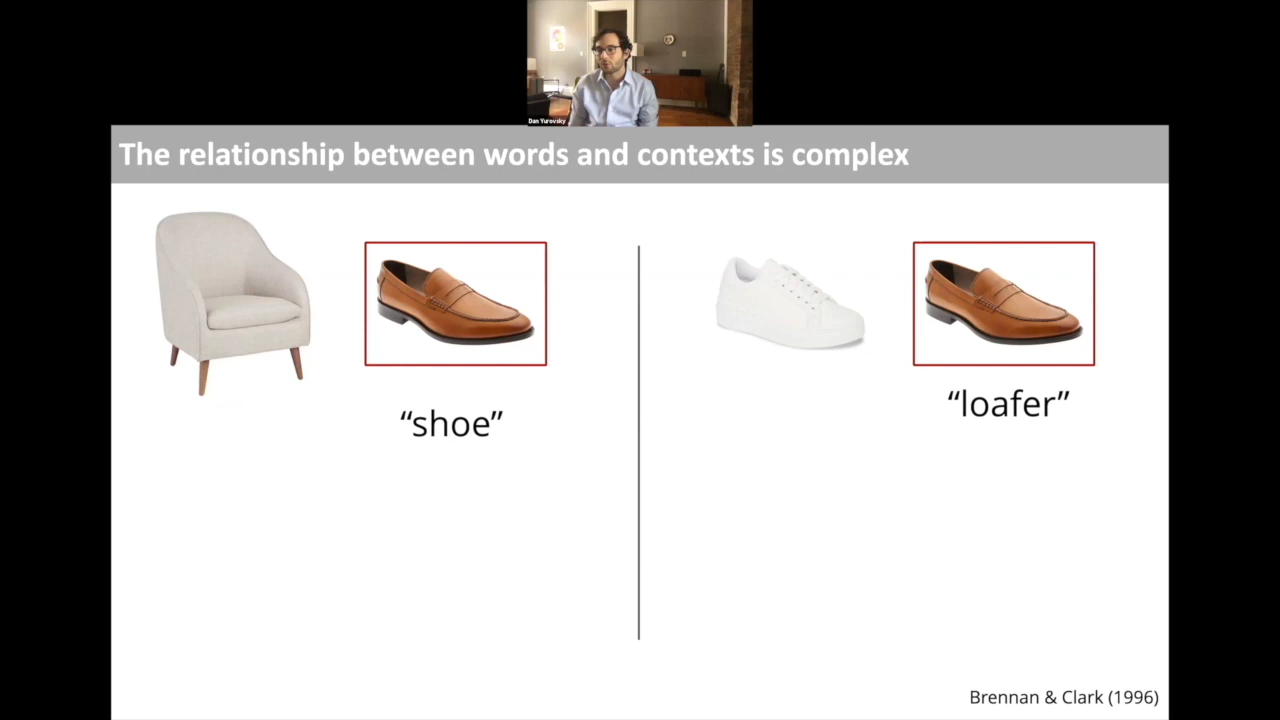 Dan Yurovsky
The relationship between words and contexts is complex
“shoe”
“loafer”
Brennan & Clark (1996)